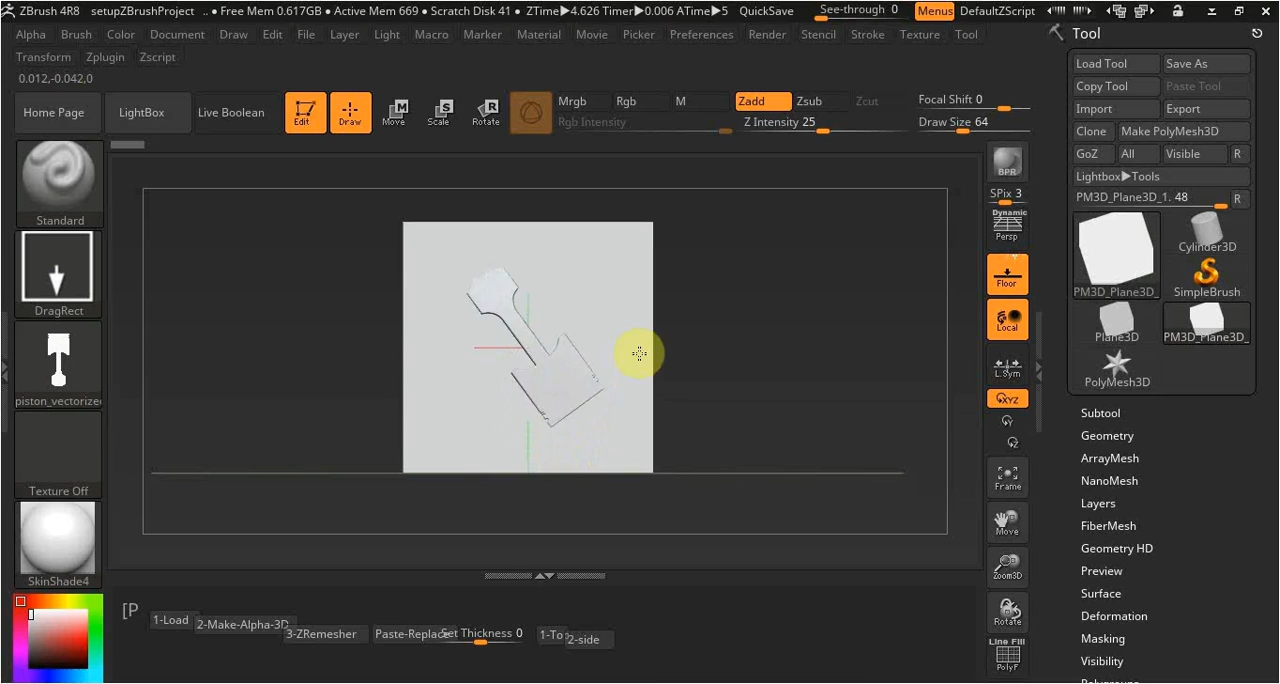 ZBrush 4R8 setupZBrushProject .. ● Free Mem 0.617GB ● Active Mem 669 ● Scratch Disk 41 ● ZTime▶4.626 Timer▶0.006 ATime▶5 QuickSave See-through 0 Menus DefaultZScript
Alpha Brush Color Document Draw Edit File Layer Light Macro Marker Material Movie Picker Preferences Render Stencil Stroke Texture Tool
Transform Zplugin Zscript
0.012,-0.042,0
Home Page LightBox Live Boolean Edit Draw Move Scale Rotate
M
S
R
Mrgb Rgb M Zadd Zsub Zcut Focal Shift 0
Rgb Intensity Z Intensity 25 Draw Size 64
Standard
DragRect
piston_vectorize
Texture Off
SkinShade4
BPR
SPix 3
Dynamic
Persp
Floor
Local
L.Sym
XYZ
Y
Z
Frame
Move
Zoom3D
Rotate
Line Fill
PolyF
Tool
Load Tool Save As
Copy Tool Paste Tool
Import Export
Clone Make PolyMesh3D
GoZ All Visible R
Lightbox▶Tools
PM3D_Plane3D_1. 48 R
Cylinder3D
PM3D_Plane3D_ SimpleBrush
Plane3D PM3D_Plane3D_
PolyMesh3D
Subtool
Geometry
ArrayMesh
NanoMesh
Layers
FiberMesh
Geometry HD
Preview
Surface
Deformation
Masking
Visibility
Polygroups
[P 1-Load 2-Make-Alpha-3D 3-ZRemesher Paste-Replace Set Thickness 0 1-To 2-side